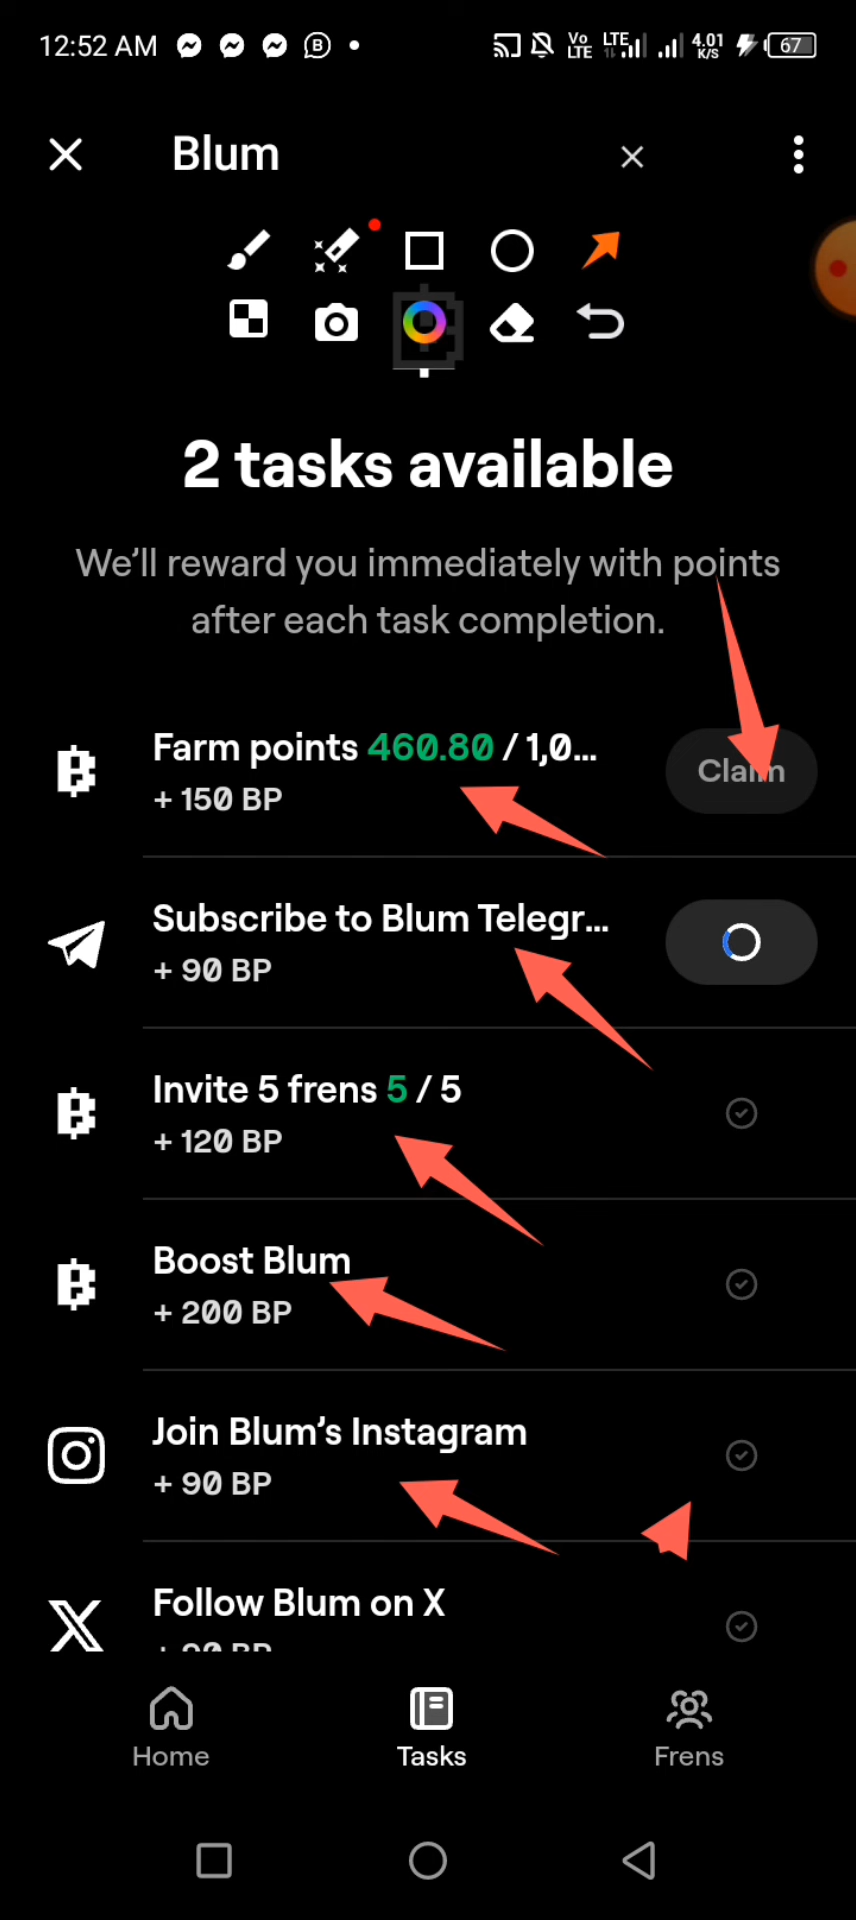 12:52 AM
Vo LTE LTE 4.01 K/S 67
Blum
2 tasks available
We'll reward you immediately with points
after each task completion.
Farm points 460.80 / 1,0...
+ 150 BP
Claim
Subscribe to Blum Telegr...
+ 90 BP
Invite 5 frens 5 / 5
+ 120 BP
Boost Blum
+ 200 BP
Join Blum's Instagram
+ 90 BP
Follow Blum on X
+ 90 BP
Home
Tasks
Frens